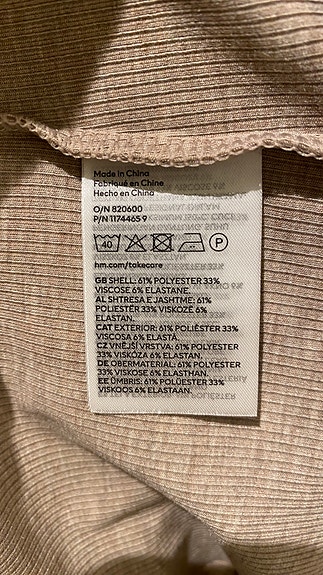 Made in China
Fabriqué en Chine
Hecho en China
O/N 820600
P/N 1174465 9
40
P
hm.com/takecare
GB SHELL: 61% POLYESTER 33%
VISCOSE 6% ELASTANE.
AL SHTRESA E JASHTME: 61%
POLIESTËR 33% VISKOZË 6%
ELASTAN.
CAT EXTERIOR: 61% POLIÈSTER 33%
VISCOSA 6% ELASTÀ.
CZ VNĚJŠÍ VRSTVA: 61% POLYESTER
33% VISKÓZA 6% ELASTAN.
DE OBERMATERIAL: 61% POLYESTER
33% VISKOSE 6% ELASTHAN.
EE ÜMBRIS: 61% POLÜESTER 33%
VISKOOS 6% ELASTAAN.